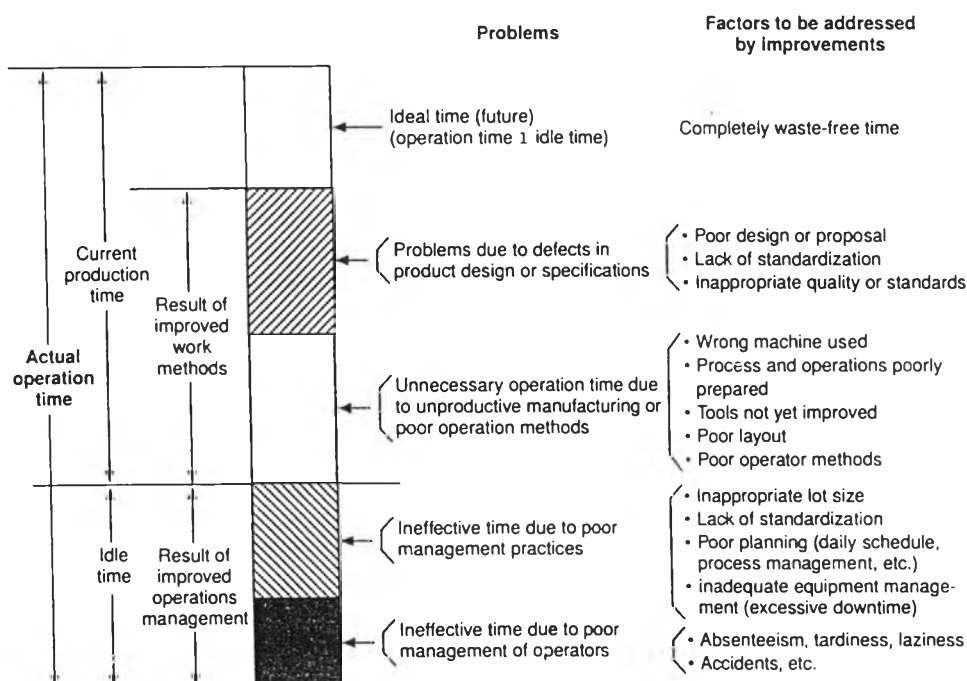 Problems
Factors to be addressed
by improvements
Ideal time (future)
(operation time 1 idle time)
Completely waste-free time
Current
production
time
Result of
improved
work
methods
Actual
operation
time
Problems due to defects in
product design or specifications
• Poor design or proposal
• Lack of standardization
• Inappropriate quality or standards
Unnecessary operation time due
to unproductive manufacturing or
poor operation methods
• Wrong machine used
• Process and operations poorly
prepared
• Tools not yet improved
• Poor layout
• Poor operator methods
Idle
time
Result of
improved
operations
management
Ineffective time due to poor
management practices
• Inappropriate lot size
• Lack of standardization
• Poor planning (daily schedule,
process management, etc.)
• inadequate equipment manage-
ment (excessive downtime)
Ineffective time due to poor
management of operators
• Absenteeism, tardiness, laziness
• Accidents, etc.